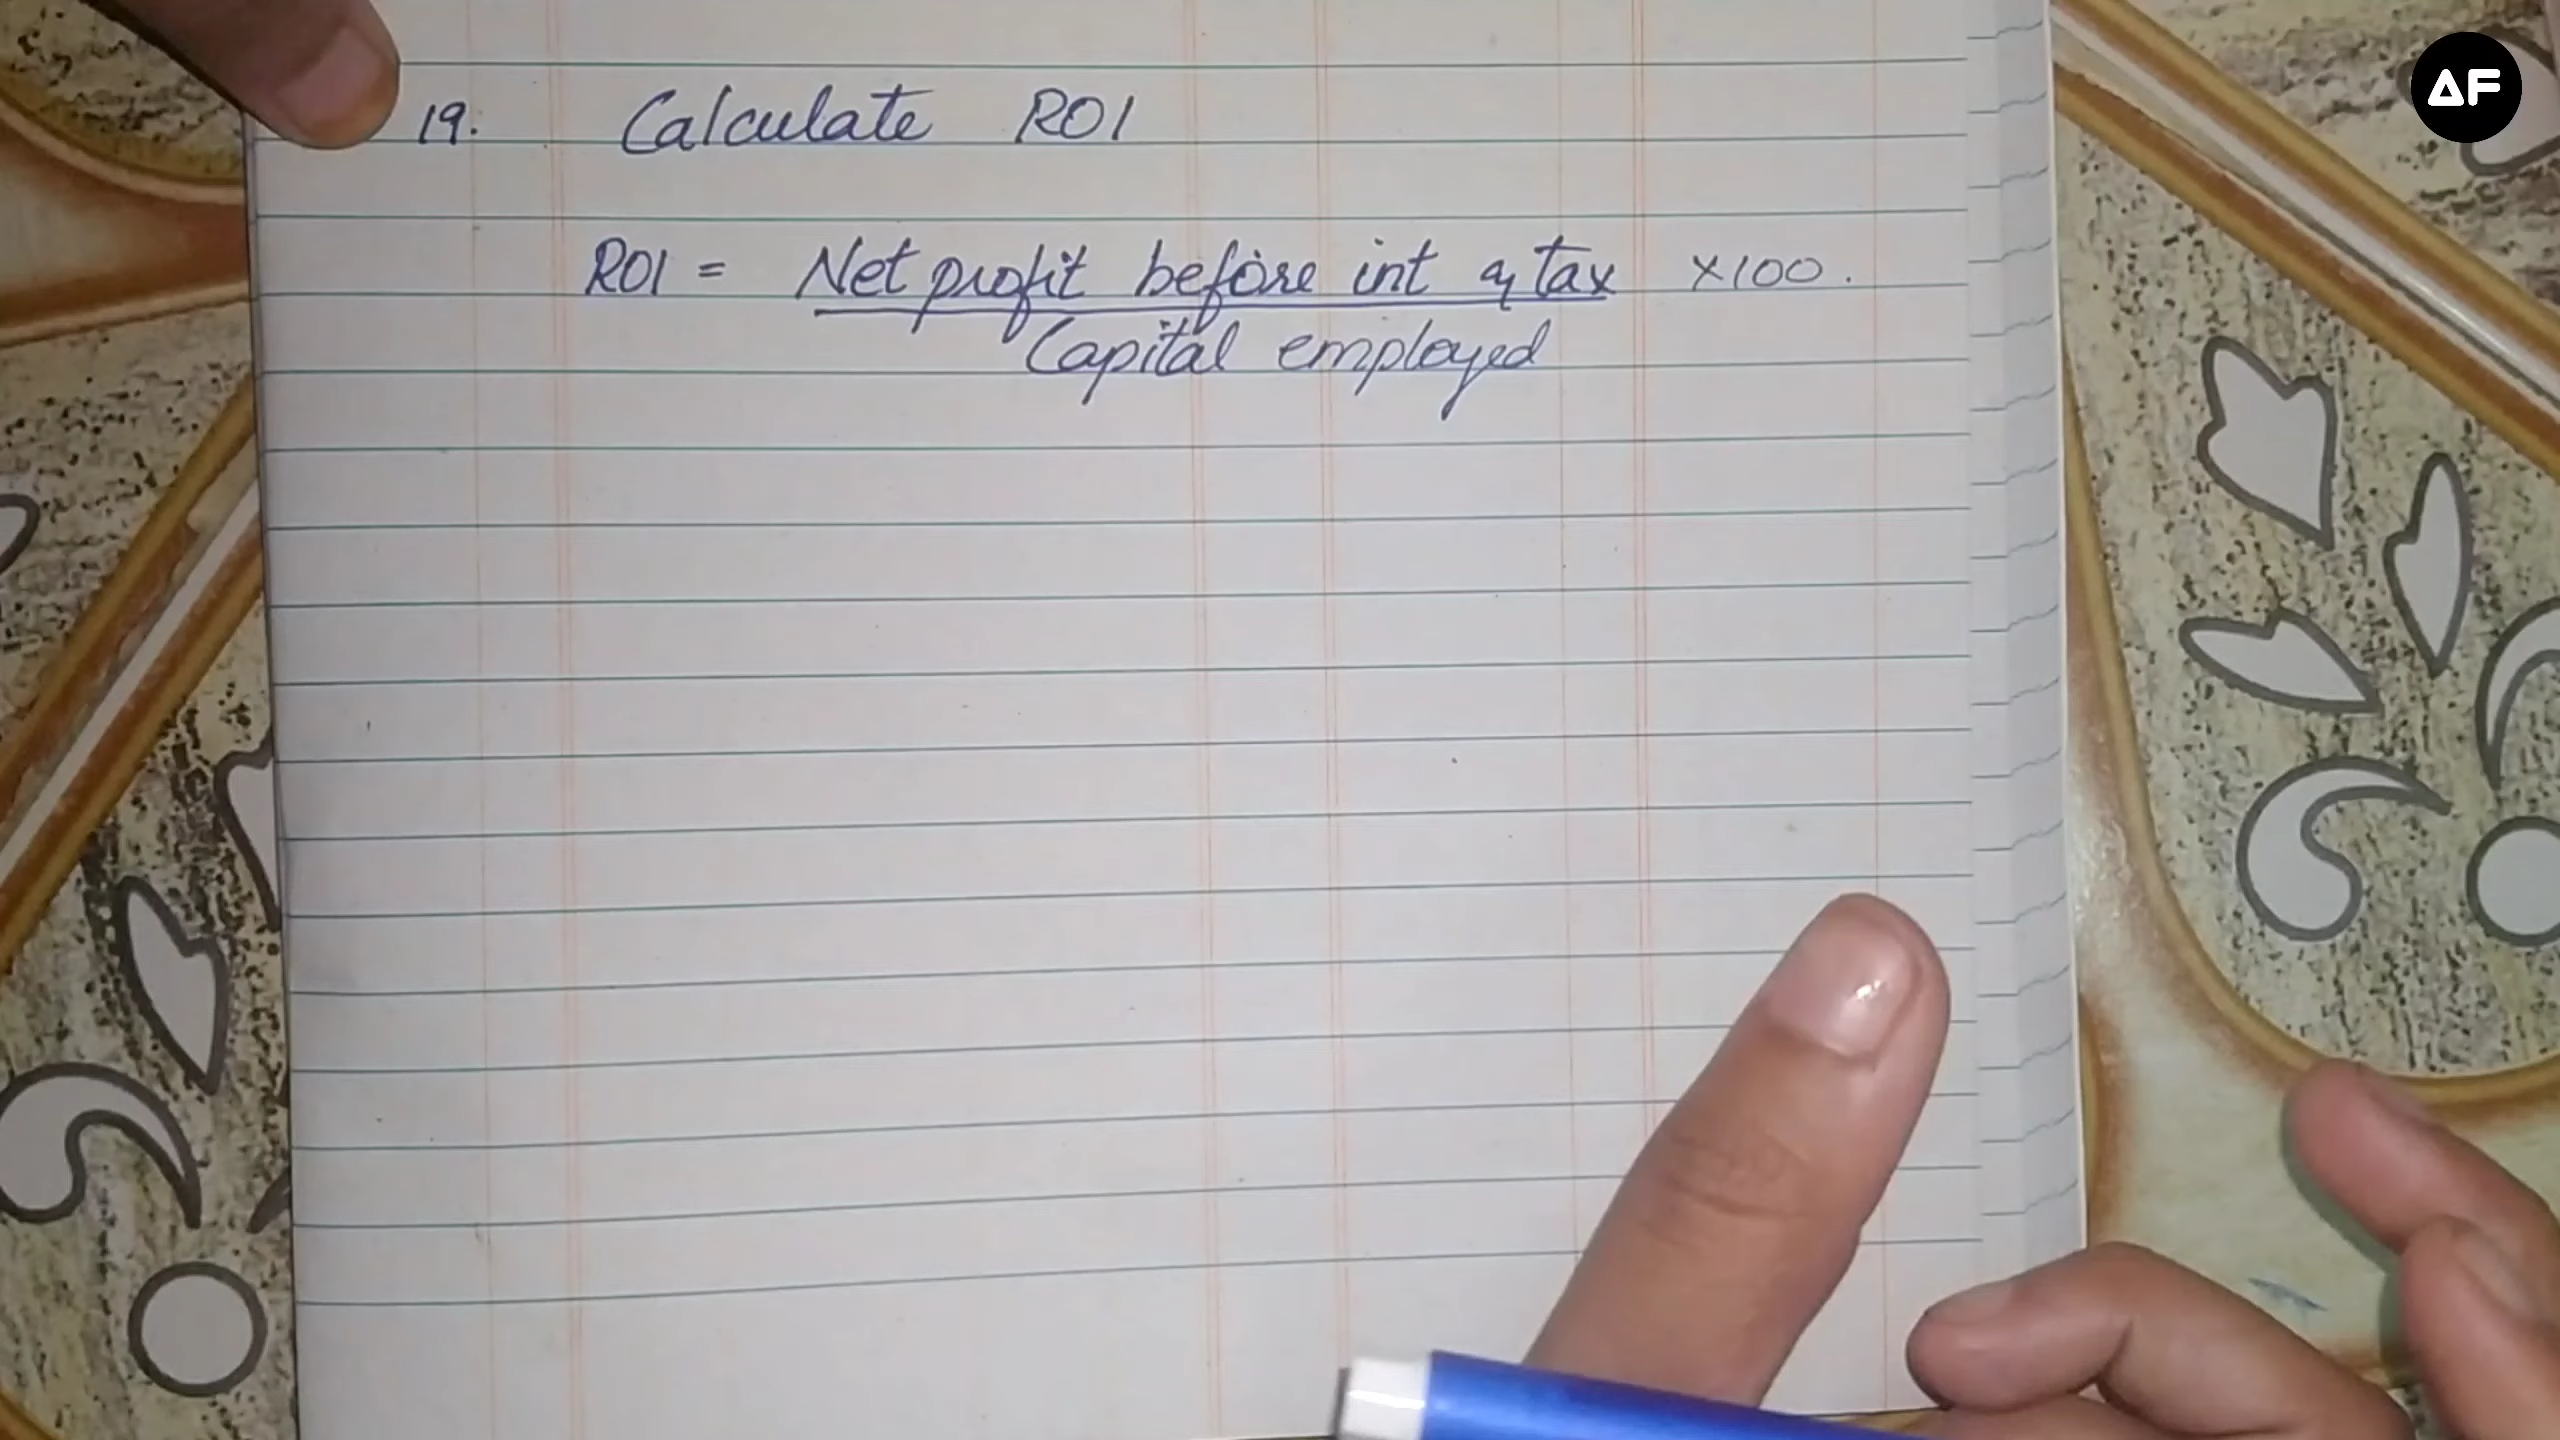 AF
19. Calculate ROI
ROI = Net profit before int & tax ×100.
Capital employed